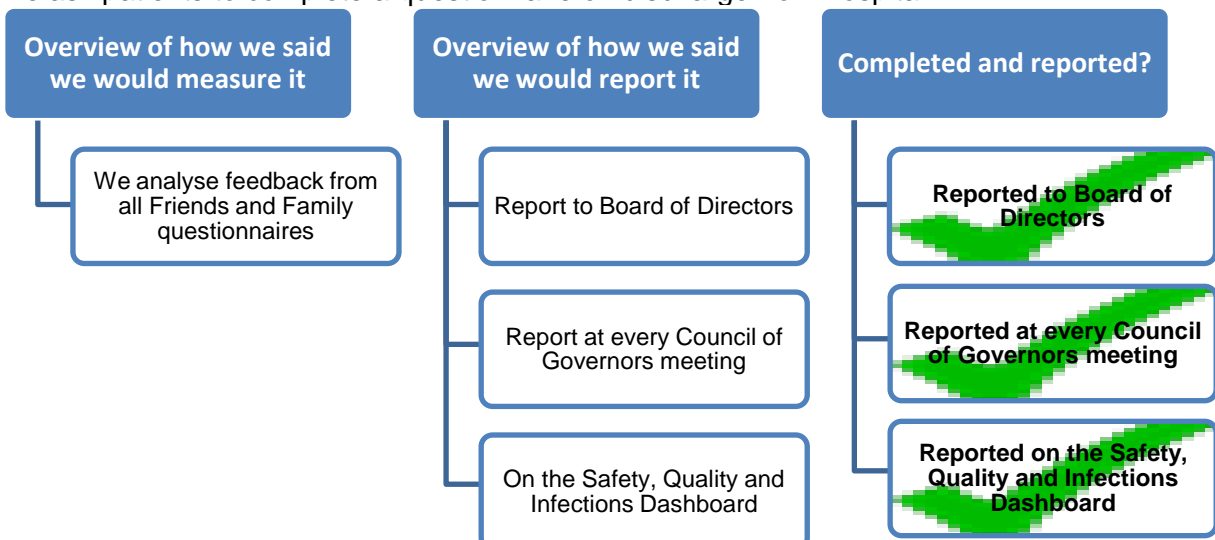 Overview of how we said
we would measure it
We analyse feedback from
all Friends and Family
questionnaires
Overview of how we said
we would report it
Report to Board of Directors
Report at every Council of
Governors meeting
On the Safety, Quality and
Infections Dashboard
Completed and reported?
Reported to Board of
Directors
Reported at every Council
of Governors meeting
Reported on the Safety,
Quality and Infections
Dashboard